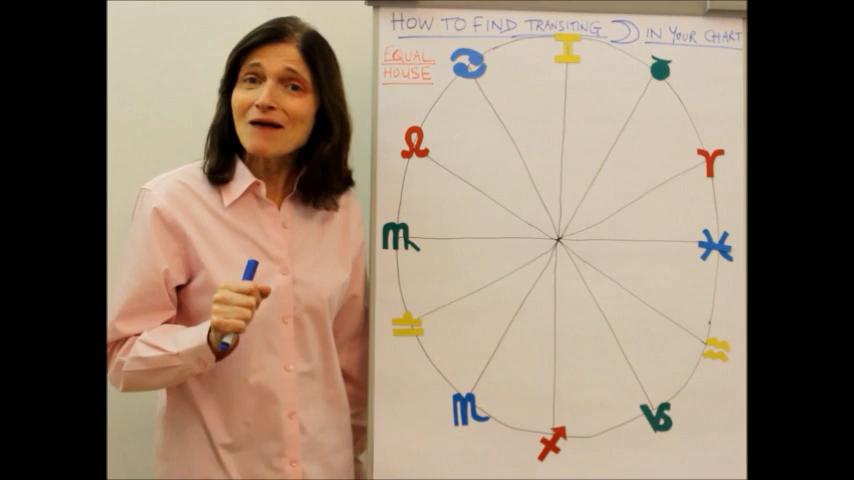 HOW TO FIND TRANSITING ☽ IN YOUR CHART
EQUAL
HOUSE
♋ ♊ ♉
♌ ♈
♍ ♓
♎ ♒
♏ ♐ ♑